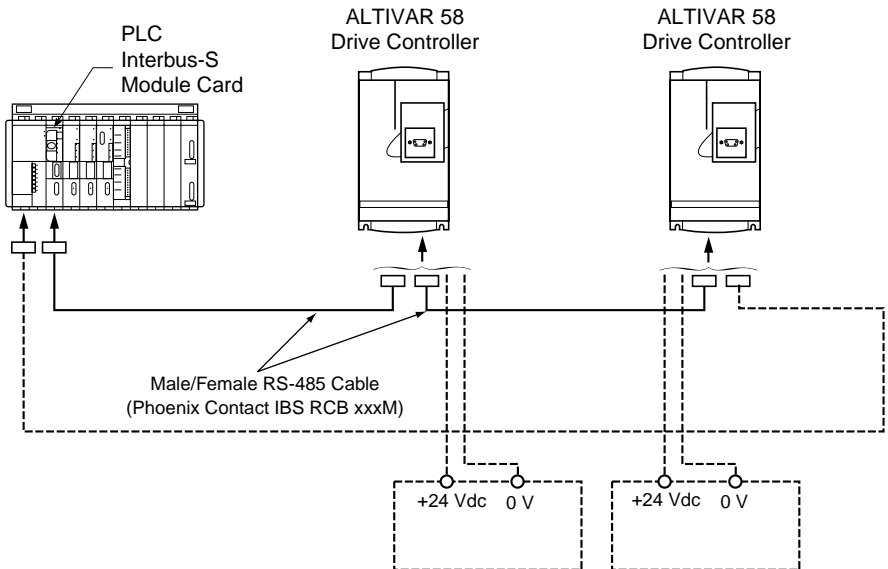 PLC
Interbus-S
Module Card
ALTIVAR 58
Drive Controller
ALTIVAR 58
Drive Controller
Male/Female RS-485 Cable
(Phoenix Contact IBS RCB xxxM)
+24 Vdc
0 V
+24 Vdc
0 V